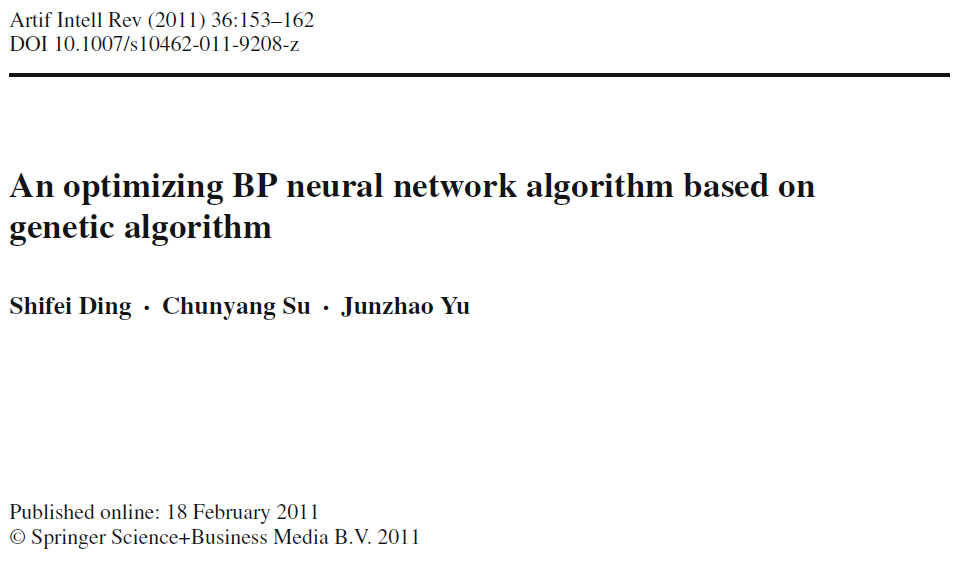 Artif Intell Rev (2011) 36:153–162
DOI 10.1007/s10462-011-9208-z
An optimizing BP neural network algorithm based on
genetic algorithm
Shifei Ding · Chunyang Su · Junzhao Yu
Published online: 18 February 2011
© Springer Science+Business Media B.V. 2011